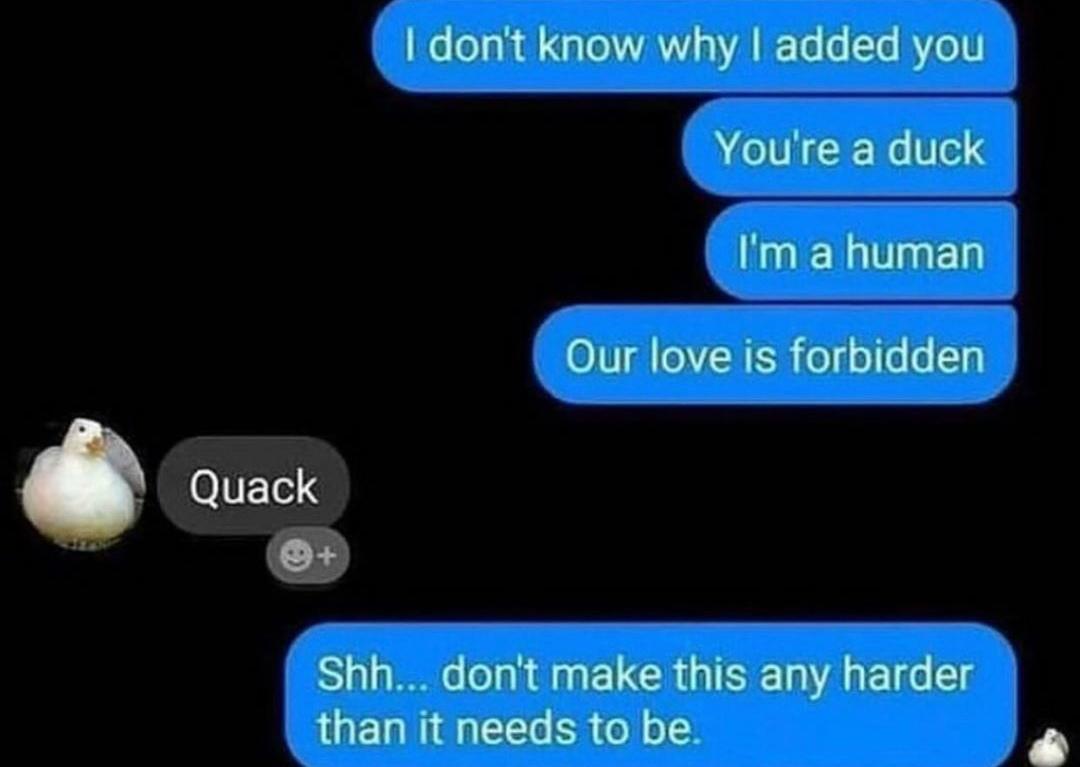 I don't know why I added you
You're a duck
I'm a human
Our love is forbidden
Quack
Shh... don't make this any harder
than it needs to be.